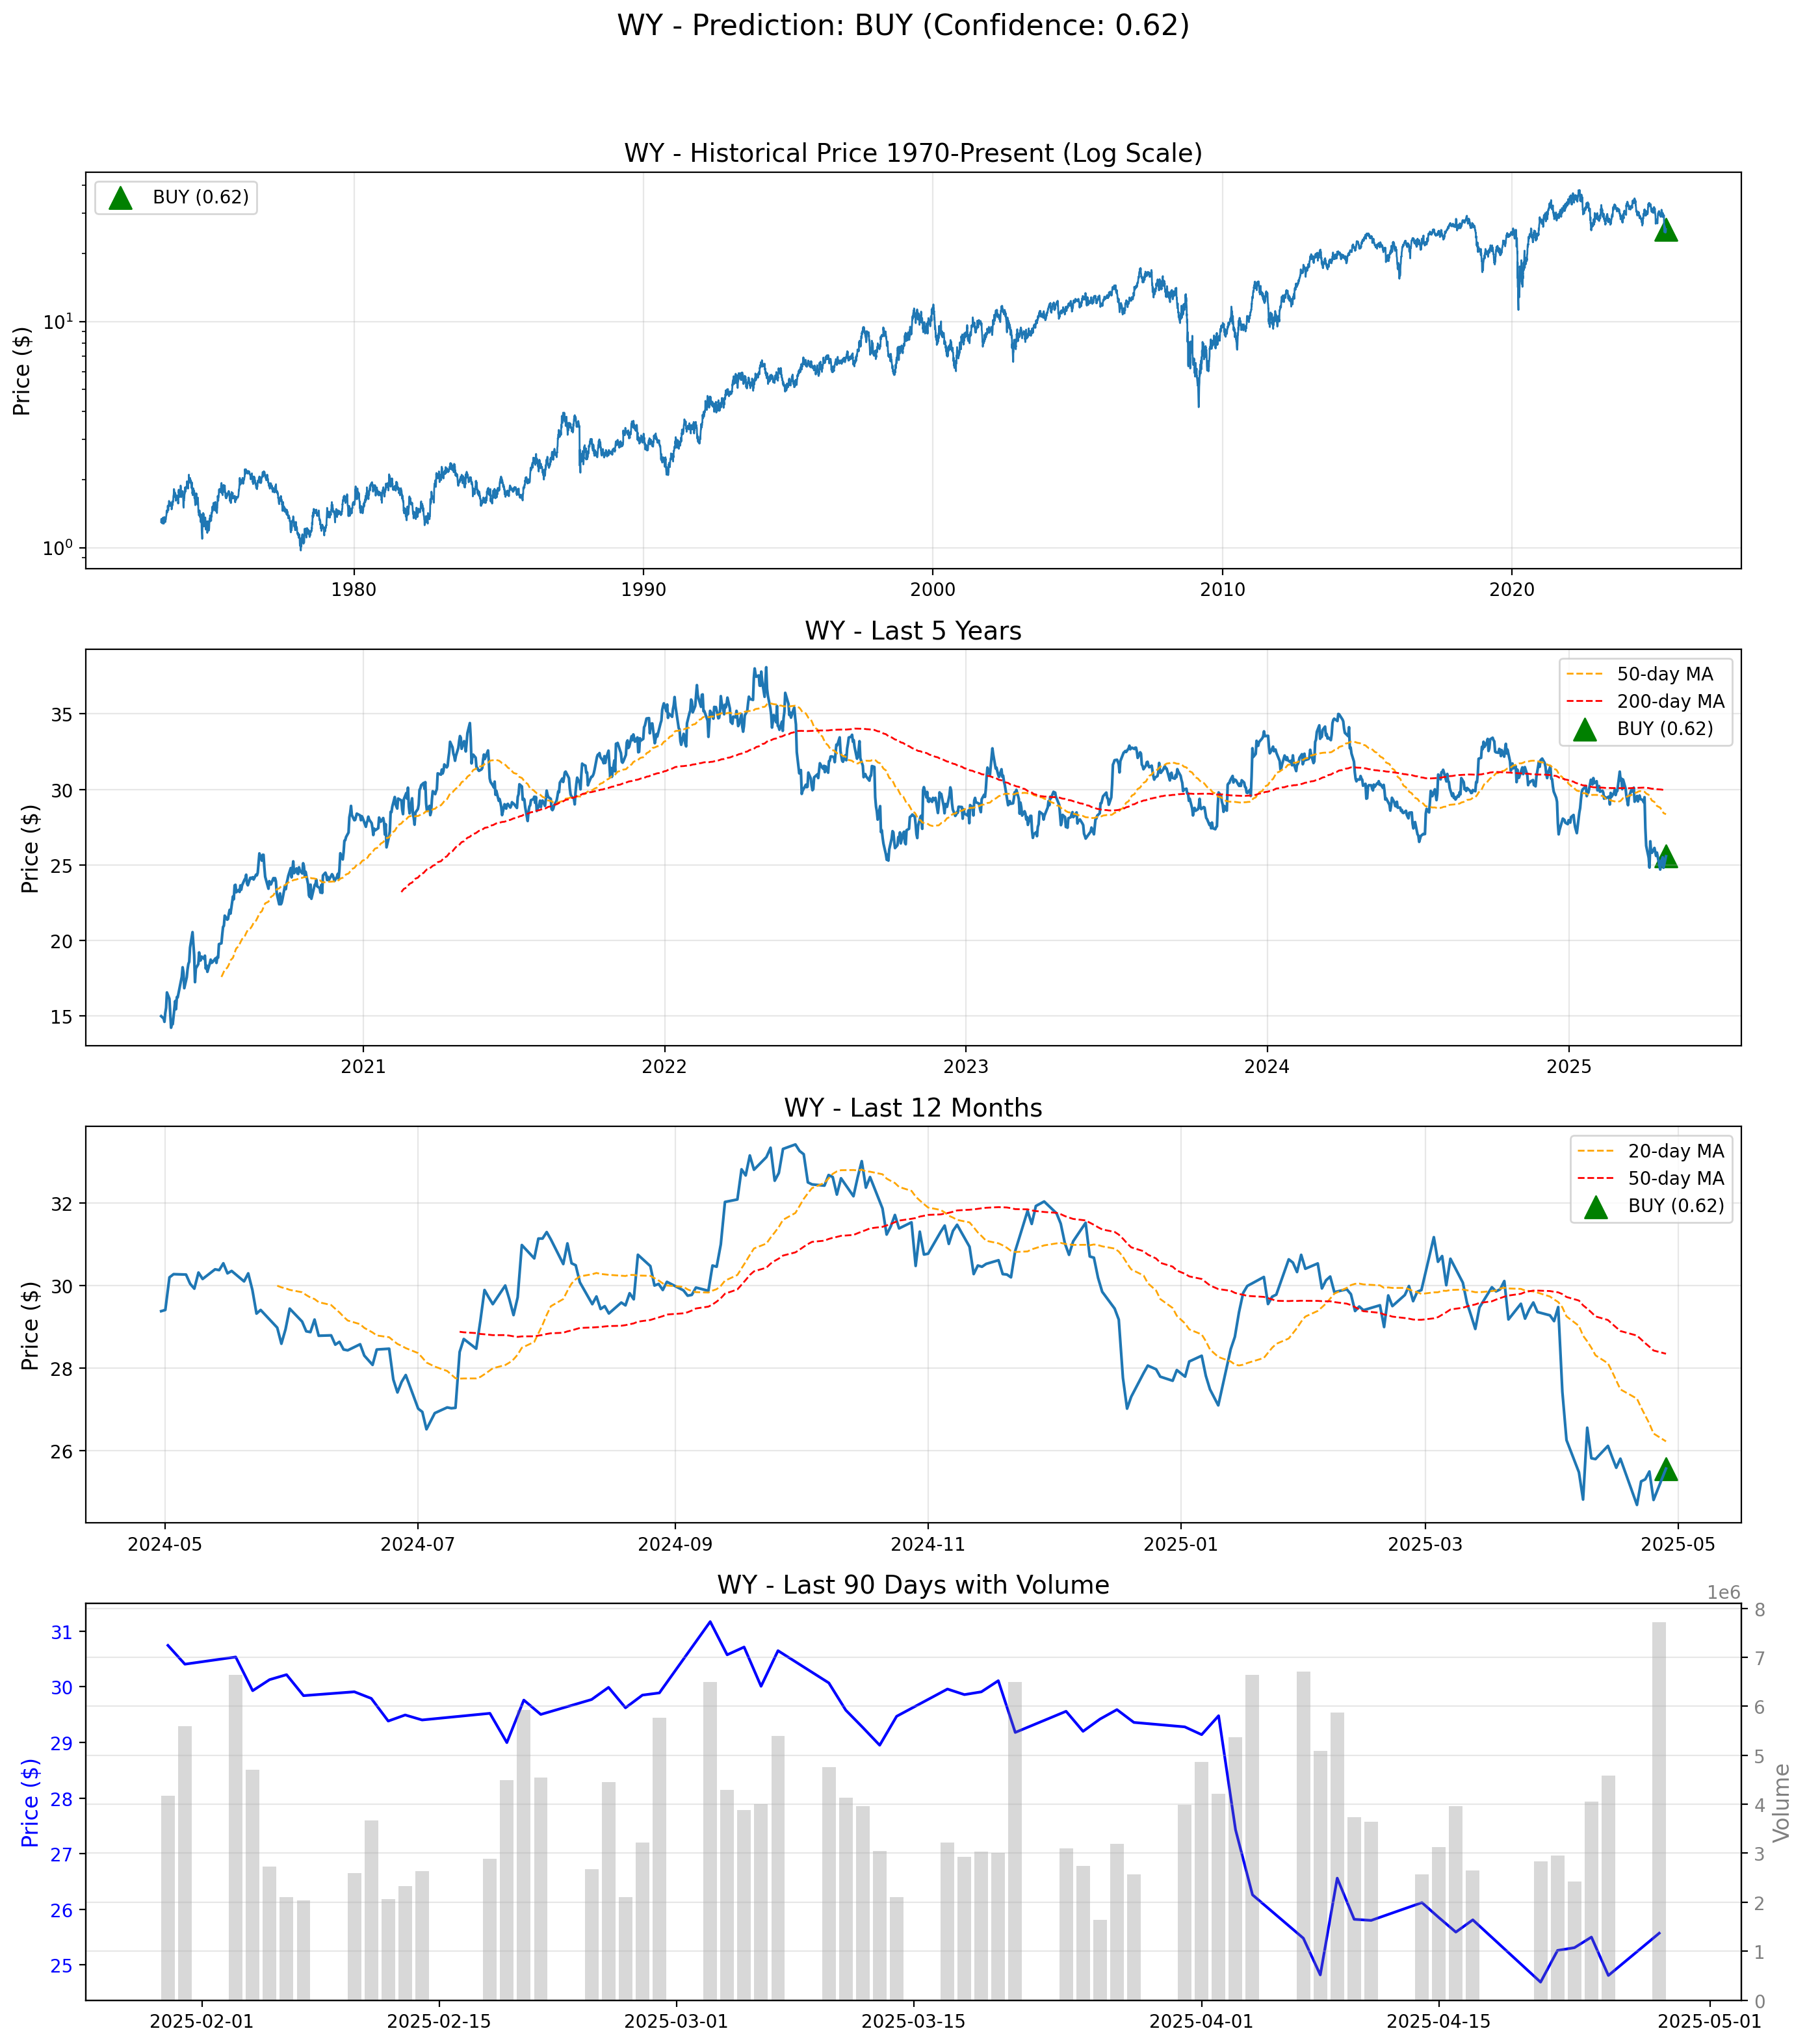 WY - Prediction: BUY (Confidence: 0.62)
WY - Historical Price 1970-Present (Log Scale)
BUY (0.62)
Price ($)
10¹
10⁰
1980 1990 2000 2010 2020
WY - Last 5 Years
50-day MA
200-day MA
BUY (0.62)
Price ($)
35
30
25
20
15
2021 2022 2023 2024 2025
WY - Last 12 Months
20-day MA
50-day MA
BUY (0.62)
Price ($)
32
30
28
26
2024-05 2024-07 2024-09 2024-11 2025-01 2025-03 2025-05
WY - Last 90 Days with Volume
1e6
Price ($)
31
30
29
28
27
26
25
8
7
6
5
4
3
2
1
0
Volume
2025-02-01 2025-02-15 2025-03-01 2025-03-15 2025-04-01 2025-04-15 2025-05-01